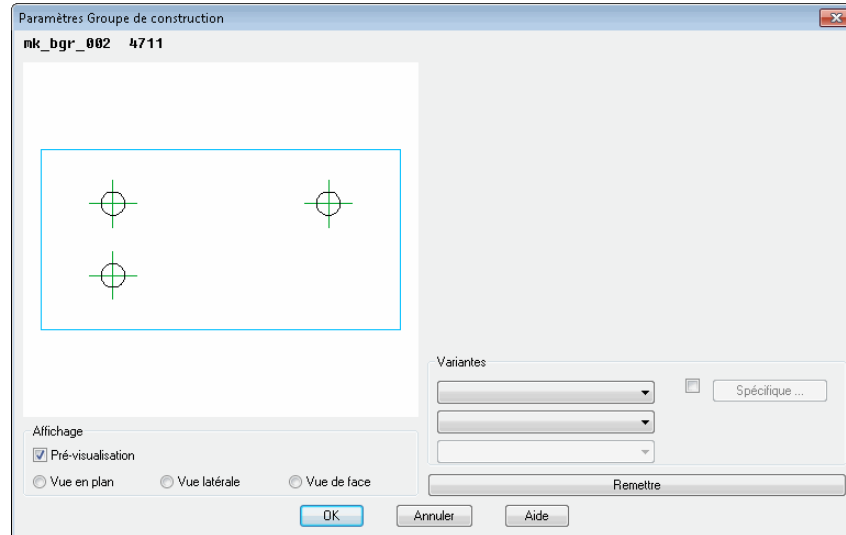 Paramètres Groupe de construction
mk_bgr_002 4711
Variantes
Spécifique ...
Affichage
Pré-visualisation
Vue en plan Vue latérale Vue de face
Remettre
OK Annuler Aide